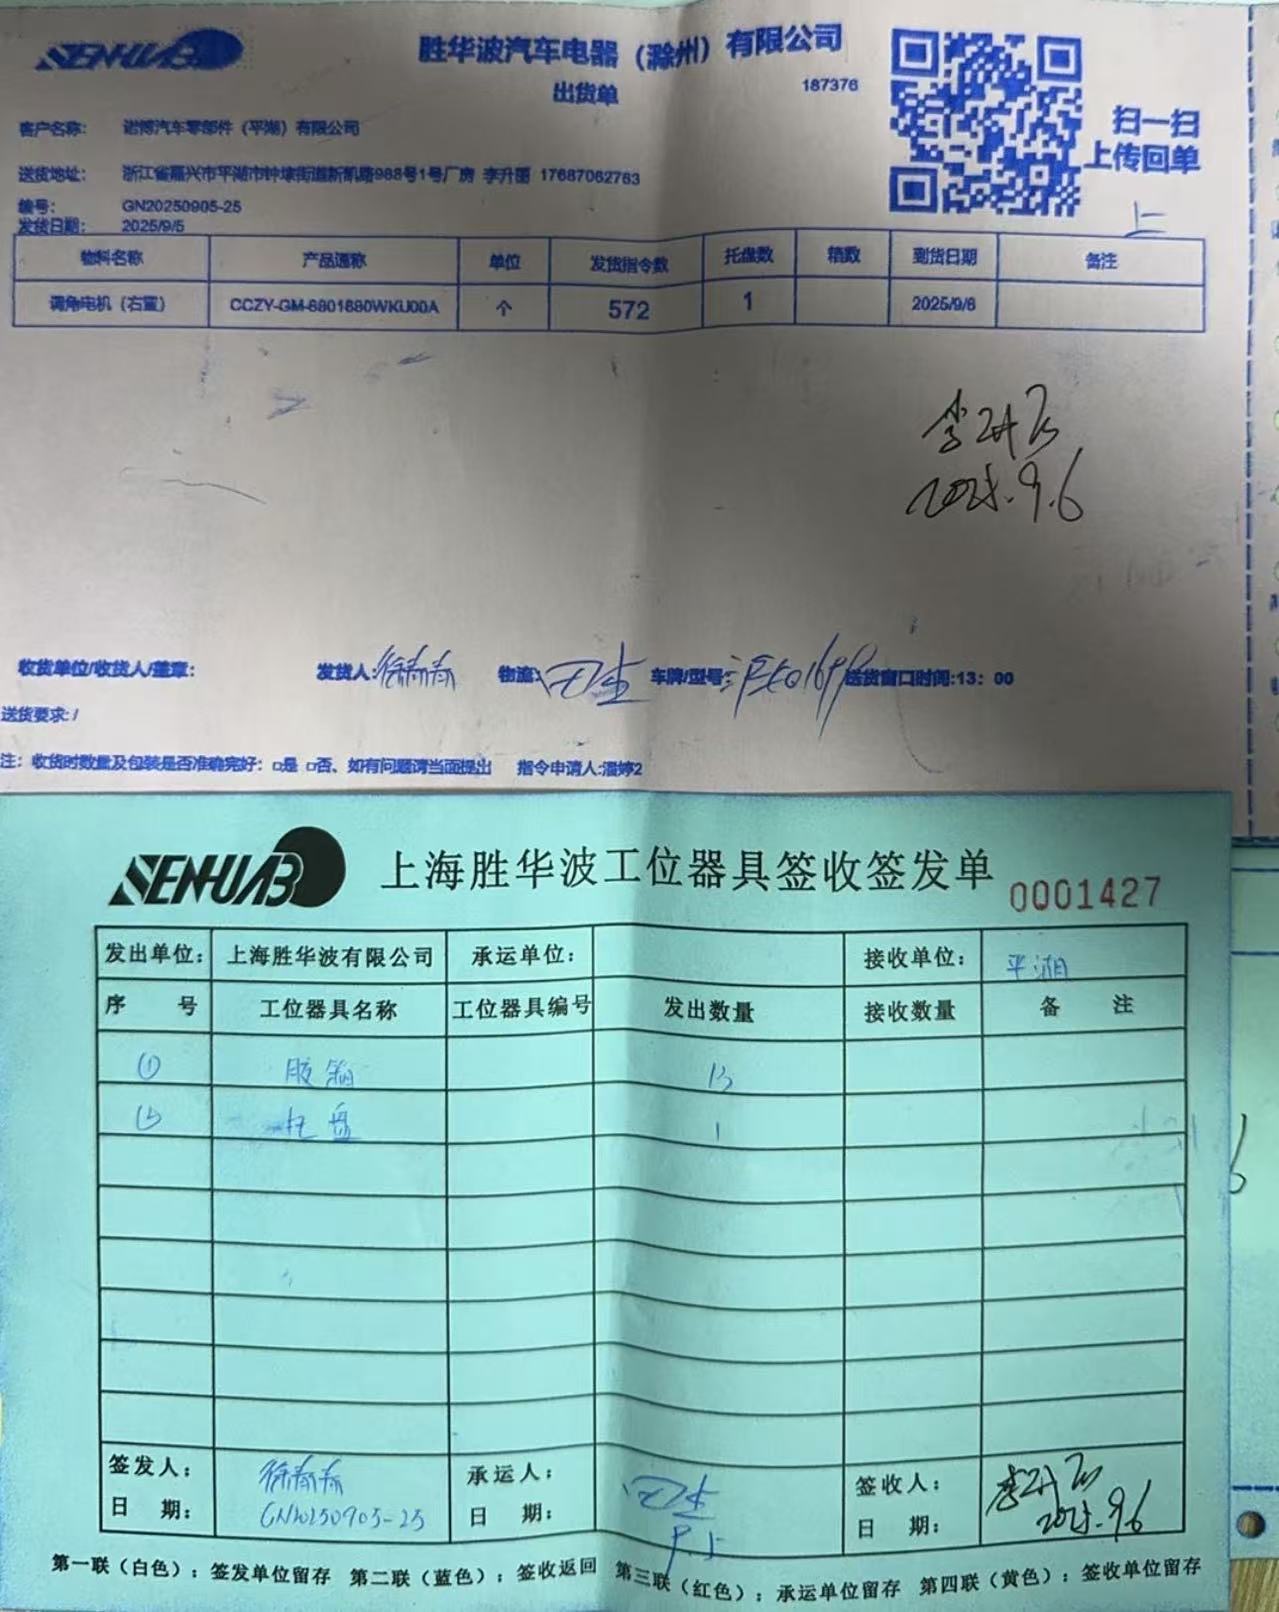 SENHUAB
胜华波汽车电器（滁州）有限公司
出货单
187376
扫一扫
上传回单
客户名称： 诺博汽车零部件（平湖）有限公司
送货地址： 浙江省嘉兴市平湖市钟埭街道新凯路988号1号厂房 李升 17687062763
编号： GN20250905-25
发货日期： 2025/9/5
物料名称 产品通称 单位 发货指令数 托盘数 箱数 到货日期 备注
调角电机（右置） CCZY-GM-6801680WKU00A 个 572 1 2025/9/6
李升
2025.9.6
收货单位/收货人/盖章： 发货人: 徐 物流: 车牌/型号: 送货窗口时间:13：00
送货要求:/
注：收货时数量及包装是否准确完好：□是 □否、如有问题请当面提出 指令申请人:潘婷2
SENHUAB
上海胜华波工位器具签收签发单 0001427
发出单位： 上海胜华波有限公司 承运单位： 接收单位： 平湖
序 号 工位器具名称 工位器具编号 发出数量 接收数量 备 注
① 胶箱 13
托盘 1
签发人： 徐 承运人： 签收人： 李升
日 期： GN20250905-25 日 期： 9.5 日 期： 2025.9.6
第一联（白色）；签发单位留存 第二联（蓝色）；签收返回 第三联（红色）；承运单位留存 第四联（黄色）；签收单位留存